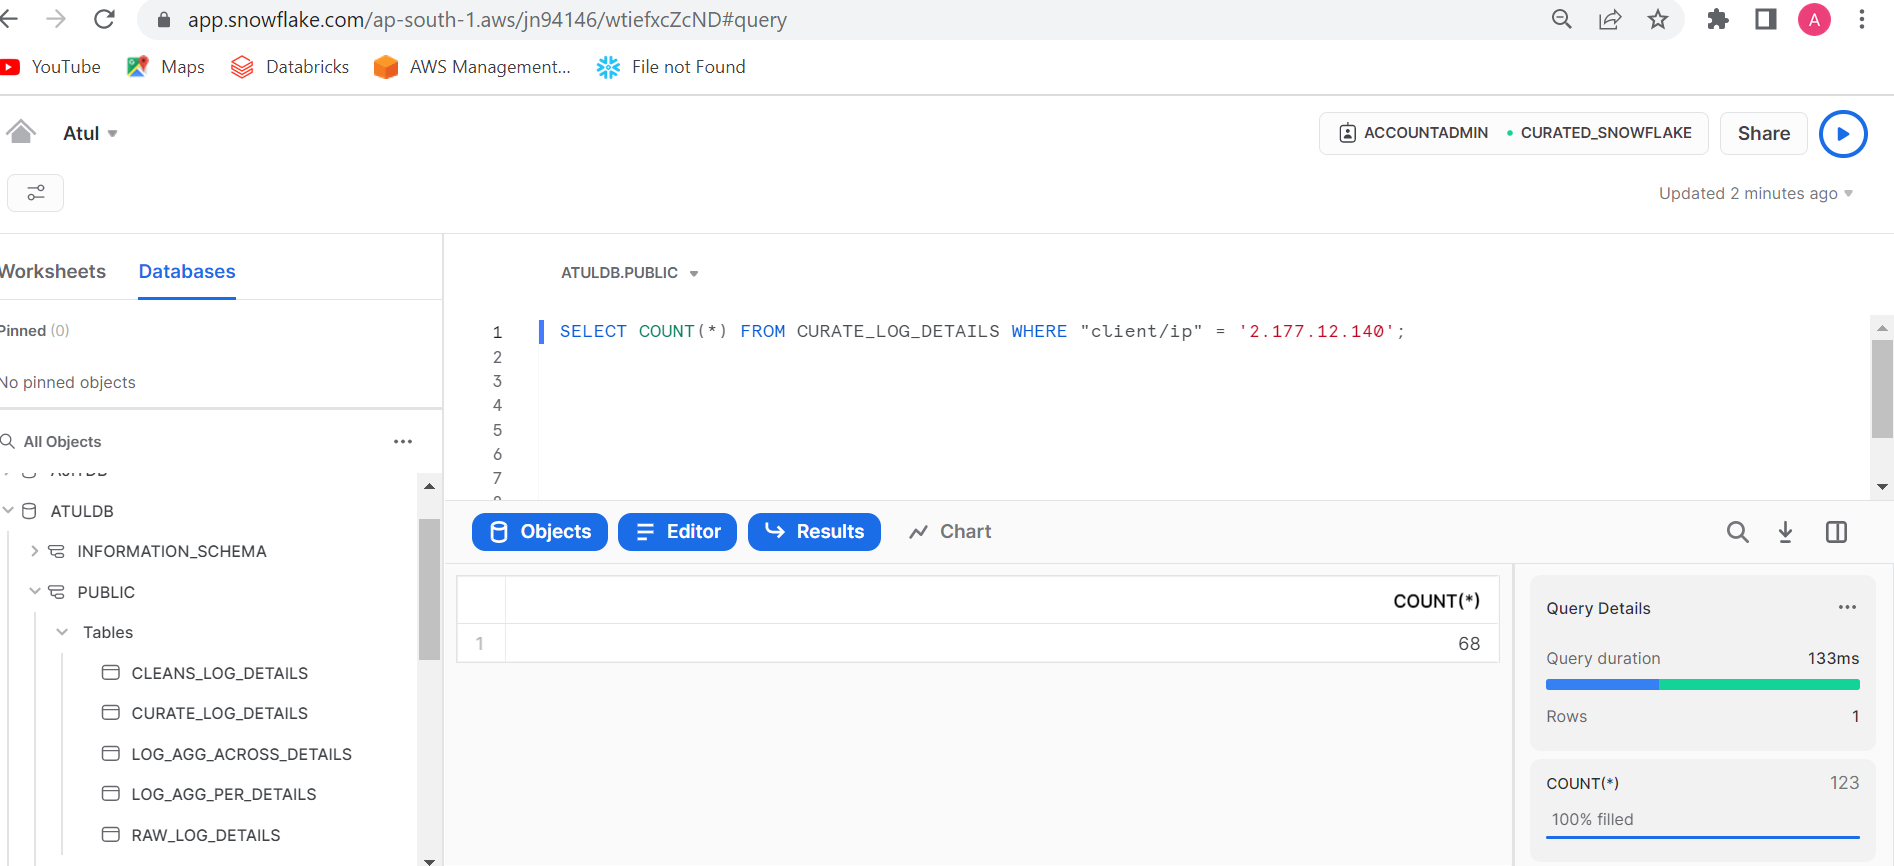 app.snowflake.com/ap-south-1.aws/jn94146/wtiefxcZcND#query
A
YouTube Maps Databricks AWS Management... File not Found
Atul
ACCOUNTADMIN • CURATED_SNOWFLAKE Share
Updated 2 minutes ago
Worksheets Databases
Pinned (0)
No pinned objects
All Objects
ATULDB
INFORMATION_SCHEMA
PUBLIC
Tables
CLEANS_LOG_DETAILS
CURATE_LOG_DETAILS
LOG_AGG_ACROSS_DETAILS
LOG_AGG_PER_DETAILS
RAW_LOG_DETAILS
ATULDB.PUBLIC
1 SELECT COUNT(*) FROM CURATE_LOG_DETAILS WHERE "client/ip" = '2.177.12.140';
2
3
4
5
6
7
Objects Editor Results Chart
COUNT(*)
1 68
Query Details
Query duration 133ms
Rows 1
COUNT(*) 123
100% filled